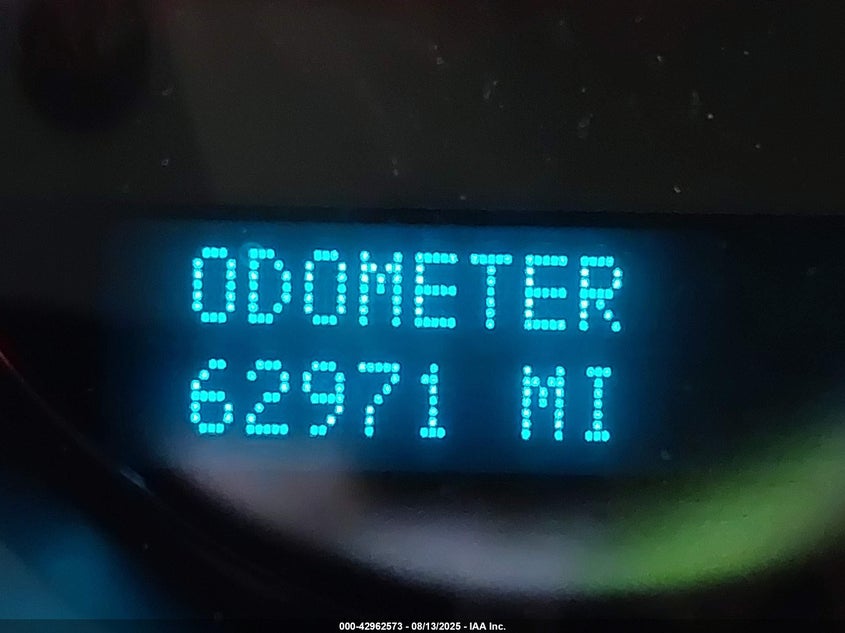 ODOMETER
62971 MI
000-42962573 - 08/13/2025 - IAA Inc.